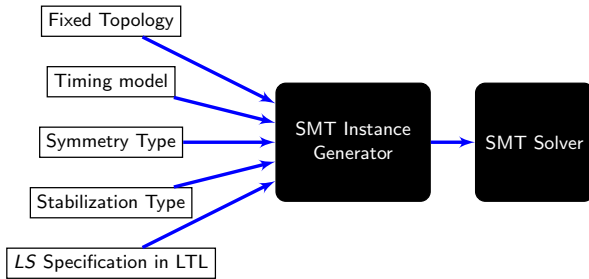 Fixed Topology
Timing model
Symmetry Type
Stabilization Type
LS Specification in LTL
SMT Instance
Generator
SMT Solver